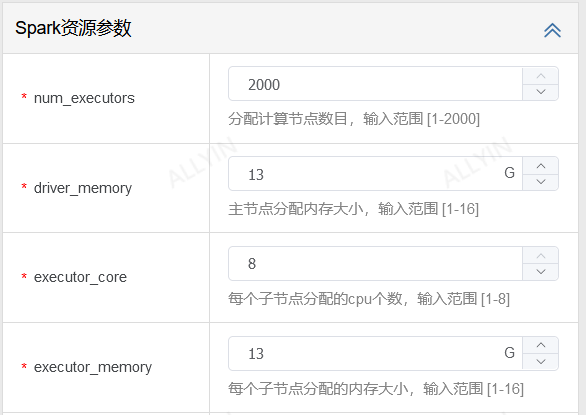 Spark资源参数
* num_executors
2000
分配计算节点数目，输入范围 [1-2000]
* driver_memory
13 G
主节点分配内存大小，输入范围 [1-16]
* executor_core
8
每个子节点分配的cpu个数，输入范围 [1-8]
* executor_memory
13 G
每个子节点分配的内存大小，输入范围 [1-16]
ALLYIN
ALLYIN